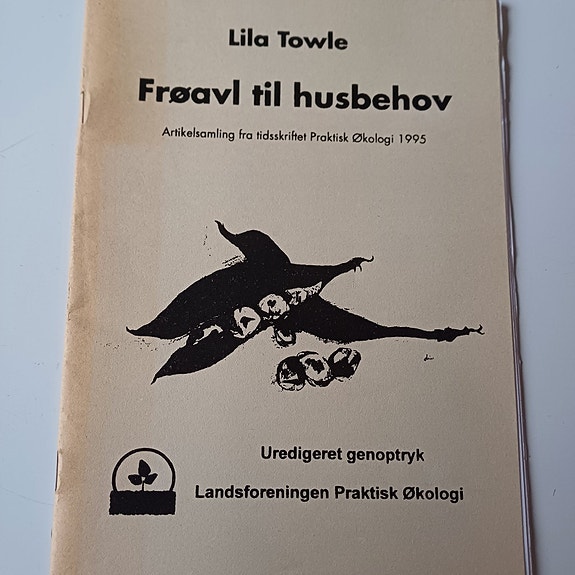 Lila Towle
Frøavl til husbehov
Artikelsamling fra tidsskriftet Praktisk Økologi 1995
Uredigeret genoptryk
Landsforeningen Praktisk Økologi